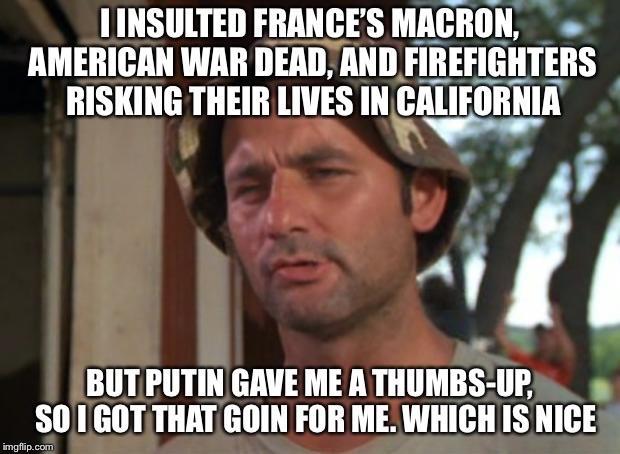 I INSULTED FRANCE'S MACRON,
AMERICAN WAR DEAD, AND FIREFIGHTERS
RISKING THEIR LIVES IN CALIFORNIA
BUT PUTIN GAVE ME A THUMBS-UP,
SO I GOT THAT GOIN FOR ME. WHICH IS NICE
imgflip.com